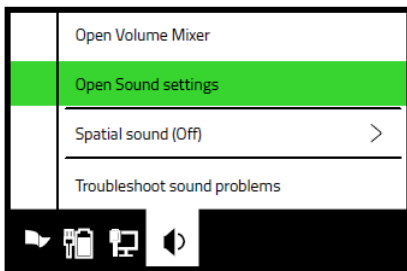 Open Volume Mixer
Open Sound settings
Spatial sound (Off)
Troubleshoot sound problems